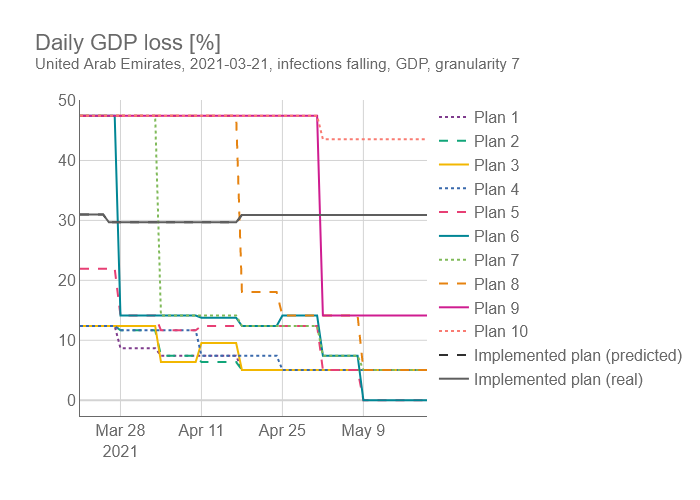 Daily GDP loss [%]
United Arab Emirates, 2021-03-21, infections falling, GDP, granularity 7
50
40
30
20
10
0
Mar 28
2021
Apr 11
Apr 25
May 9
Plan 1
Plan 2
Plan 3
Plan 4
Plan 5
Plan 6
Plan 7
Plan 8
Plan 9
Plan 10
Implemented plan (predicted)
Implemented plan (real)